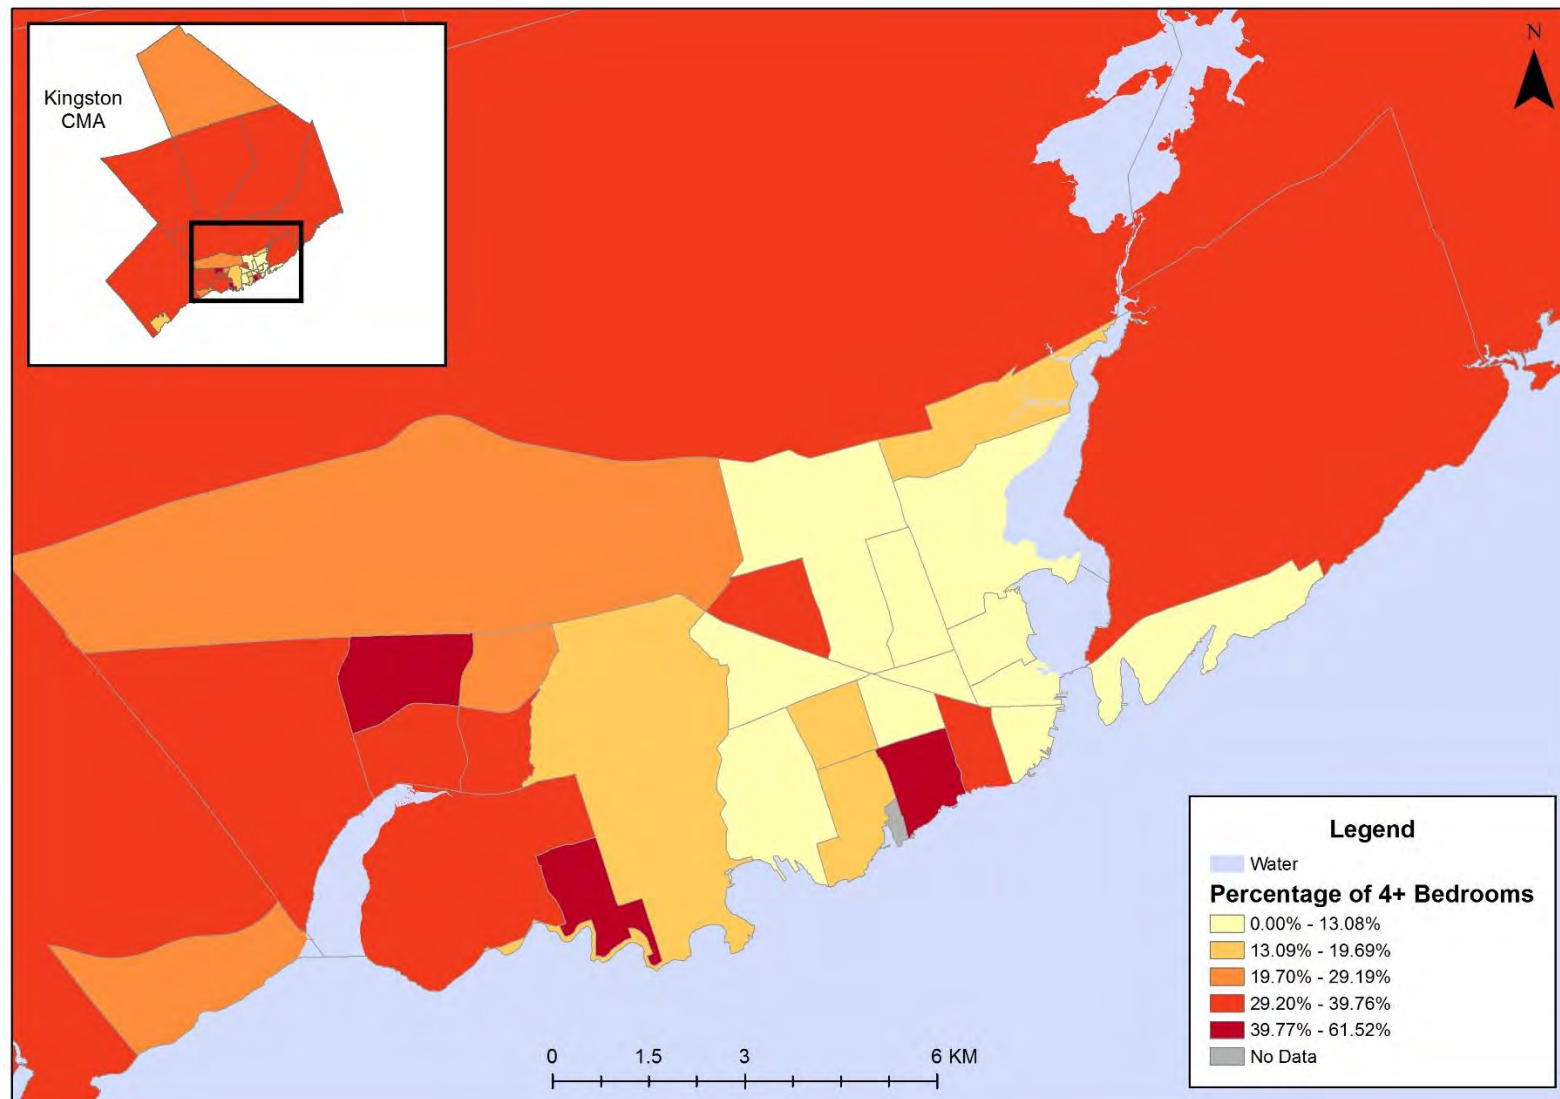 Kingston
CMA
N
Legend
Water
Percentage of 4+ Bedrooms
0.00% - 13.08%
13.09% - 19.69%
19.70% - 29.19%
29.20% - 39.76%
39.77% - 61.52%
No Data
0 1.5 3 6 KM